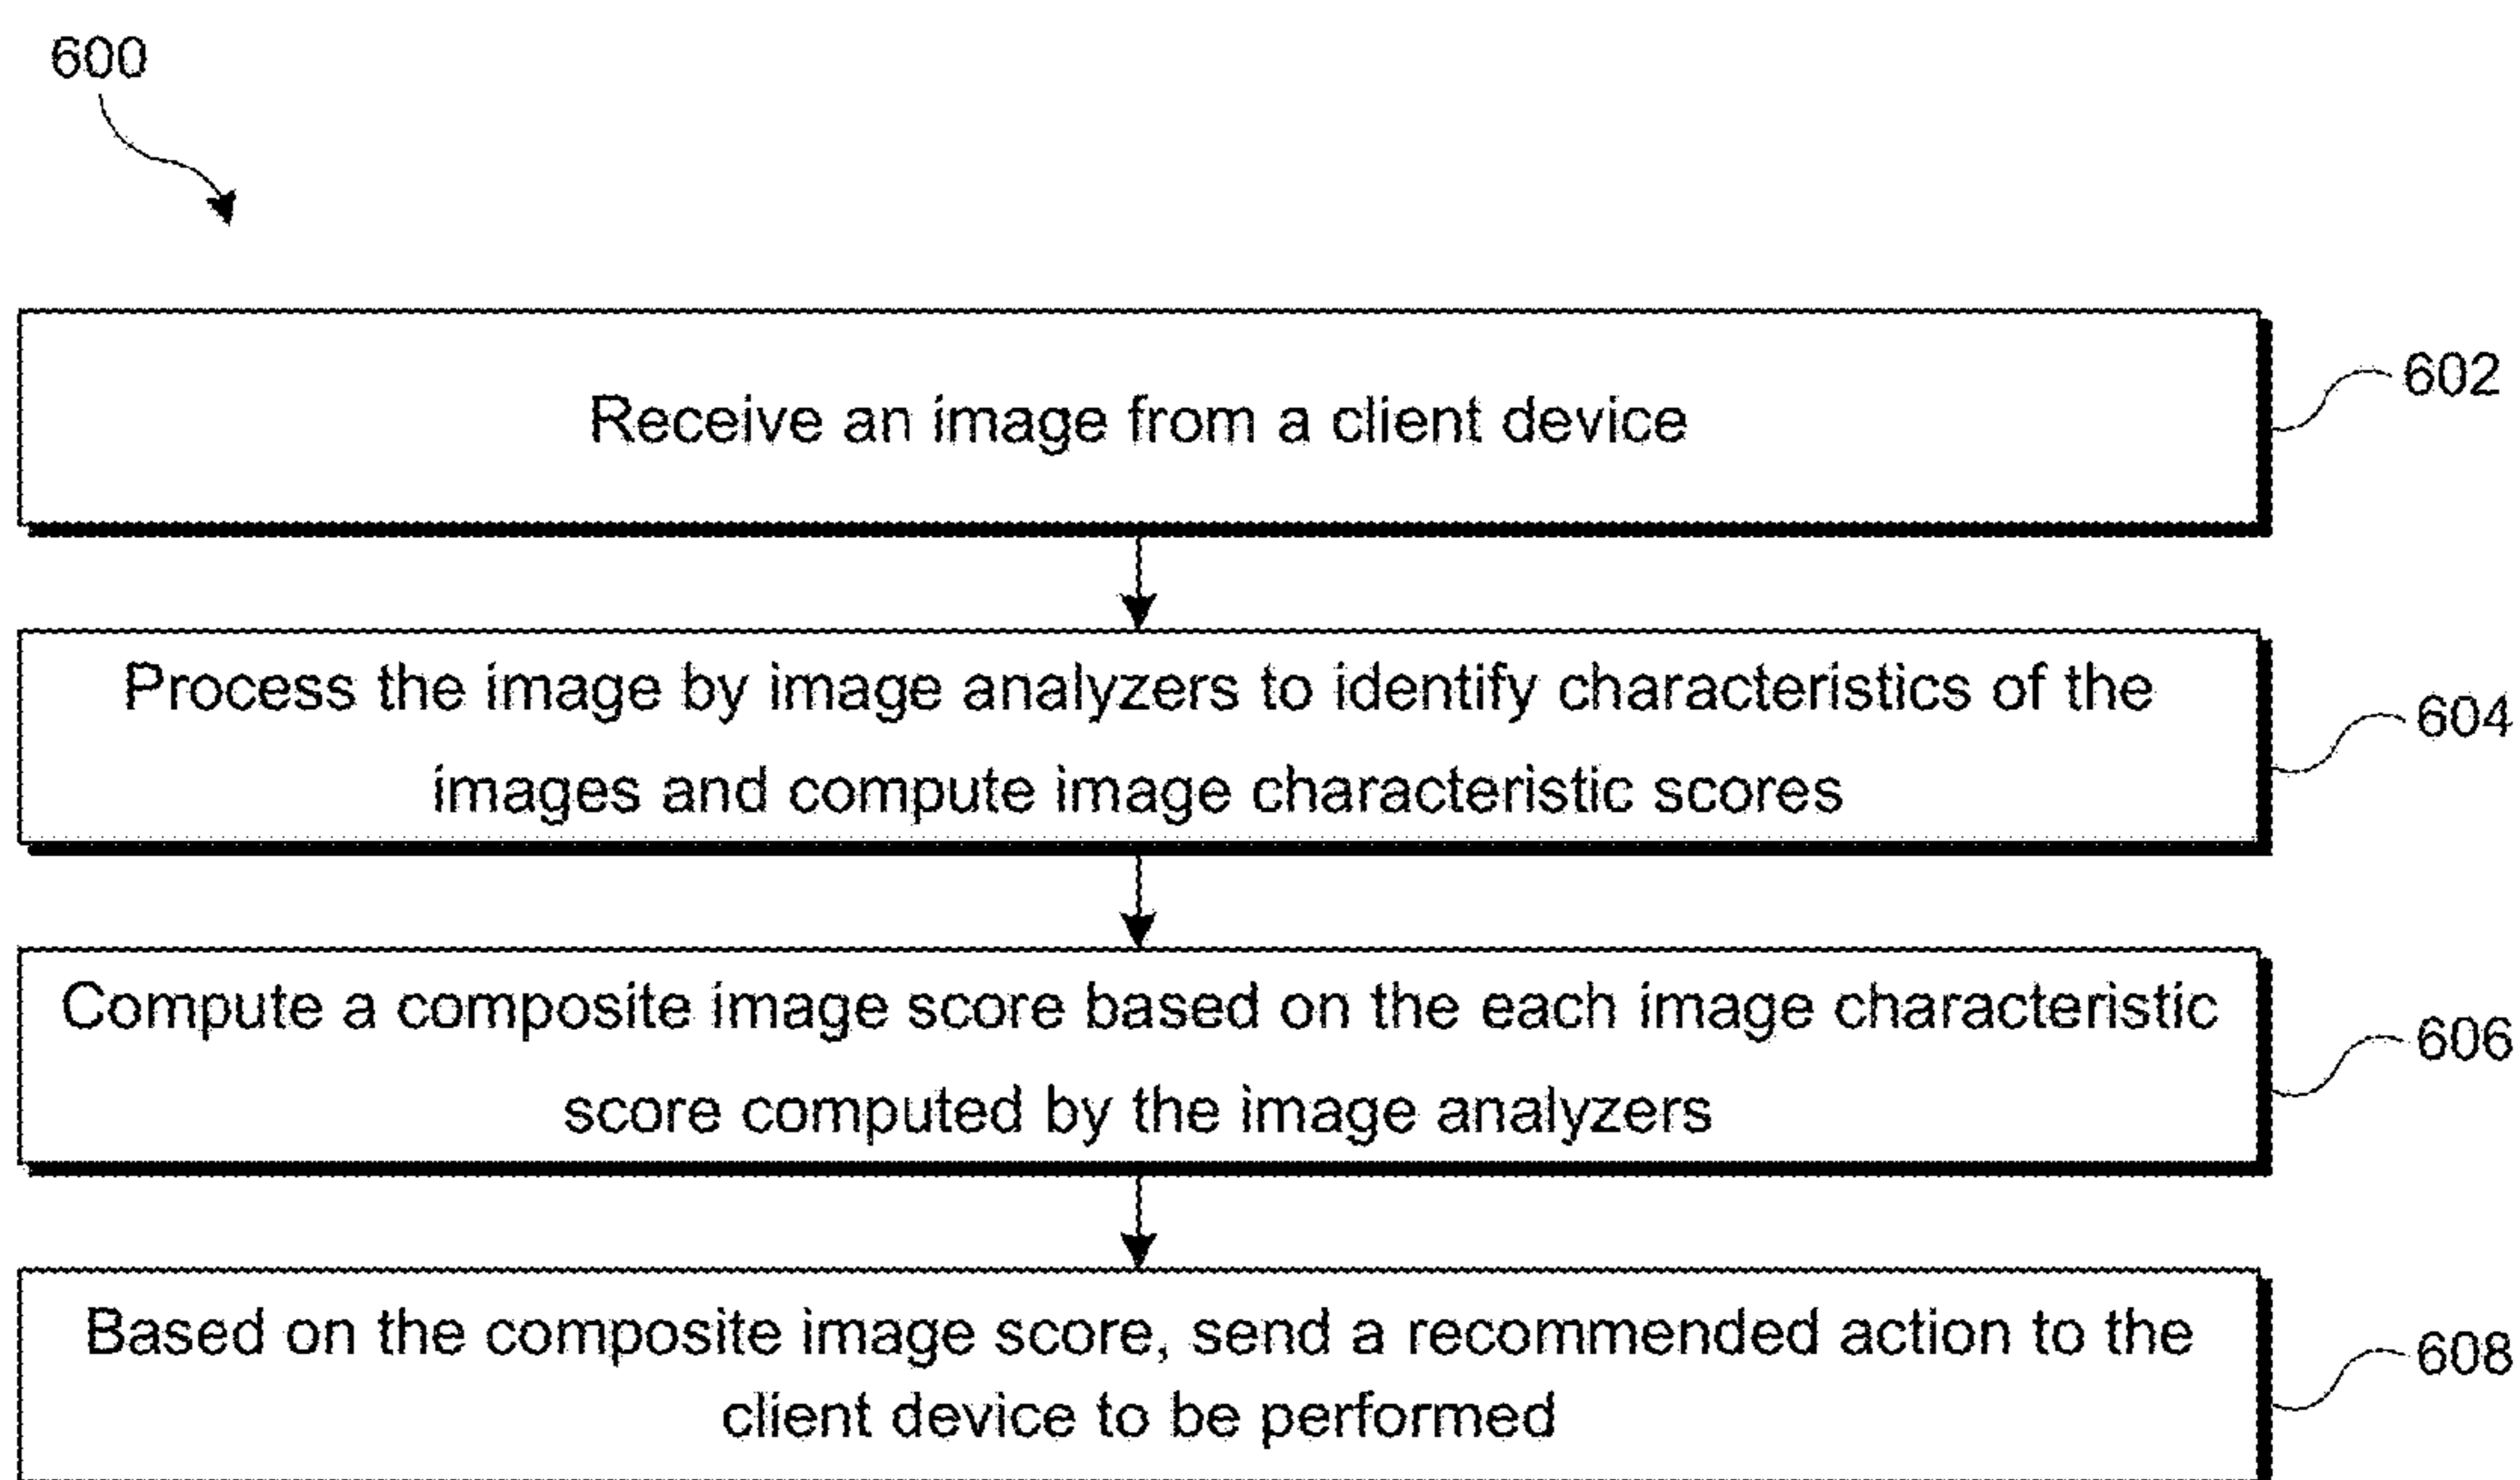 600
Receive an image from a client device
602
Process the image by image analyzers to identify characteristics of the
images and compute image characteristic scores
604
Compute a composite image score based on the each image characteristic
score computed by the image analyzers
606
Based on the composite image score, send a recommended action to the
client device to be performed
608